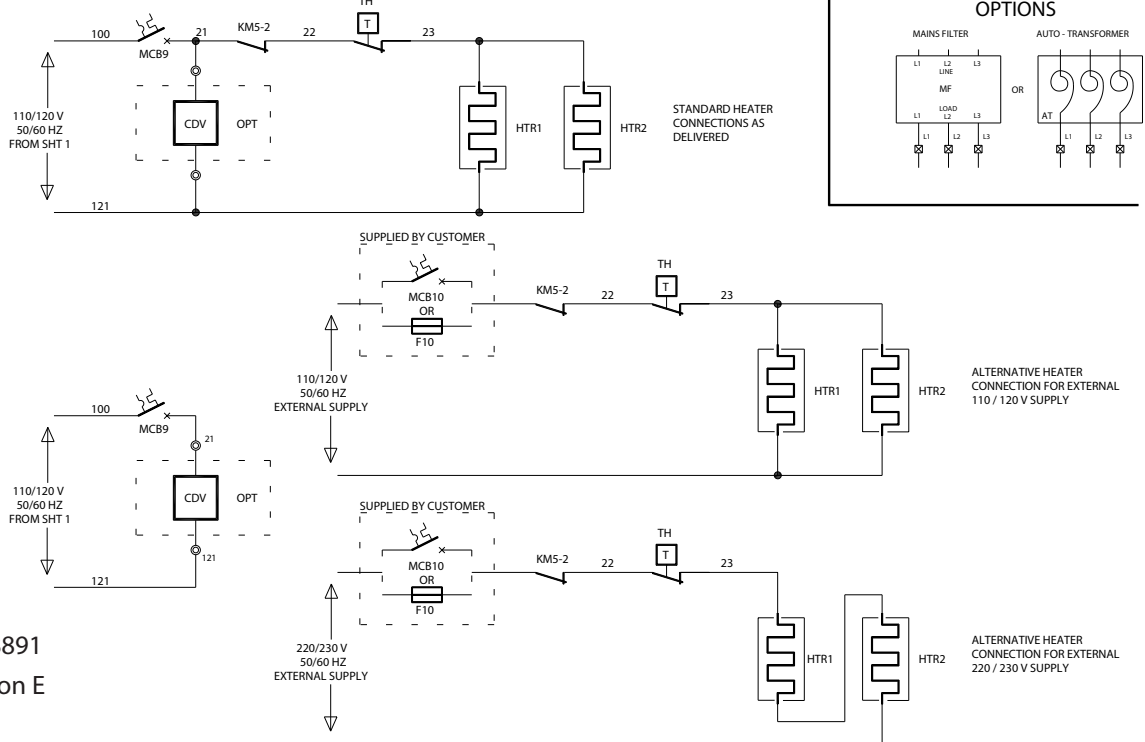 TH
T
100
21
KM5-2
22
23
MCB9
110/120 V
50/60 HZ
FROM SHT 1
CDV
OPT
HTR1
HTR2
STANDARD HEATER
CONNECTIONS AS
DELIVERED
121
OPTIONS
MAINS FILTER
L1 L2 L3
LINE
MF
LOAD
L1 L2 L3
L1 L2 L3
OR
AUTO - TRANSFORMER
AT
L1 L2 L3
SUPPLIED BY CUSTOMER
MCB10
OR
F10
KM5-2
22
TH
T
23
110/120 V
50/60 HZ
EXTERNAL SUPPLY
HTR1
HTR2
ALTERNATIVE HEATER
CONNECTION FOR EXTERNAL
110 / 120 V SUPPLY
100
MCB9
21
110/120 V
50/60 HZ
FROM SHT 1
CDV
OPT
121
121
SUPPLIED BY CUSTOMER
MCB10
OR
F10
KM5-2
22
TH
T
23
220/230 V
50/60 HZ
EXTERNAL SUPPLY
HTR1
HTR2
ALTERNATIVE HEATER
CONNECTION FOR EXTERNAL
220 / 230 V SUPPLY
891
on E